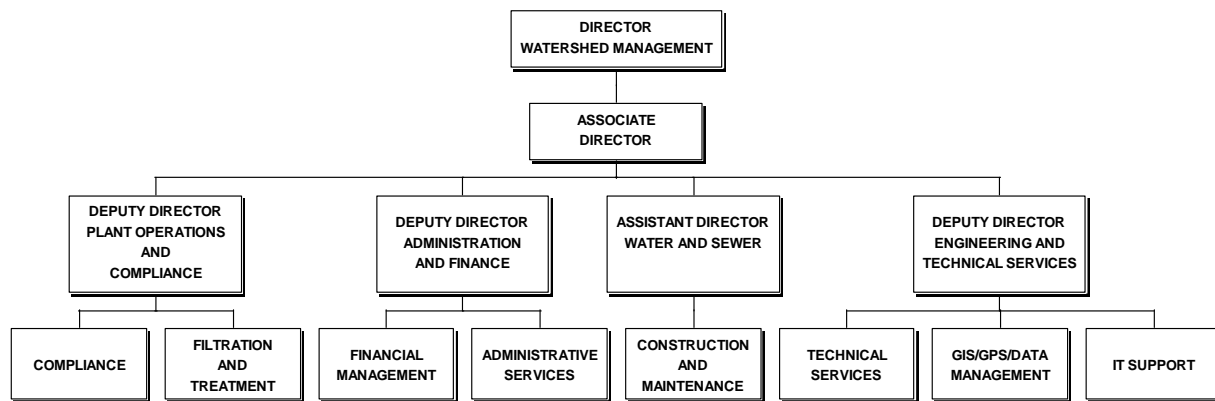 DIRECTOR
WATERSHED MANAGEMENT
ASSOCIATE
DIRECTOR
DEPUTY DIRECTOR
PLANT OPERATIONS
AND
COMPLIANCE
DEPUTY DIRECTOR
ADMINISTRATION
AND FINANCE
ASSISTANT DIRECTOR
WATER AND SEWER
DEPUTY DIRECTOR
ENGINEERING AND
TECHNICAL SERVICES
COMPLIANCE
FILTRATION
AND
TREATMENT
FINANCIAL
MANAGEMENT
ADMINISTRATIVE
SERVICES
CONSTRUCTION
AND
MAINTENANCE
TECHNICAL
SERVICES
GIS/GPS/DATA
MANAGEMENT
IT SUPPORT